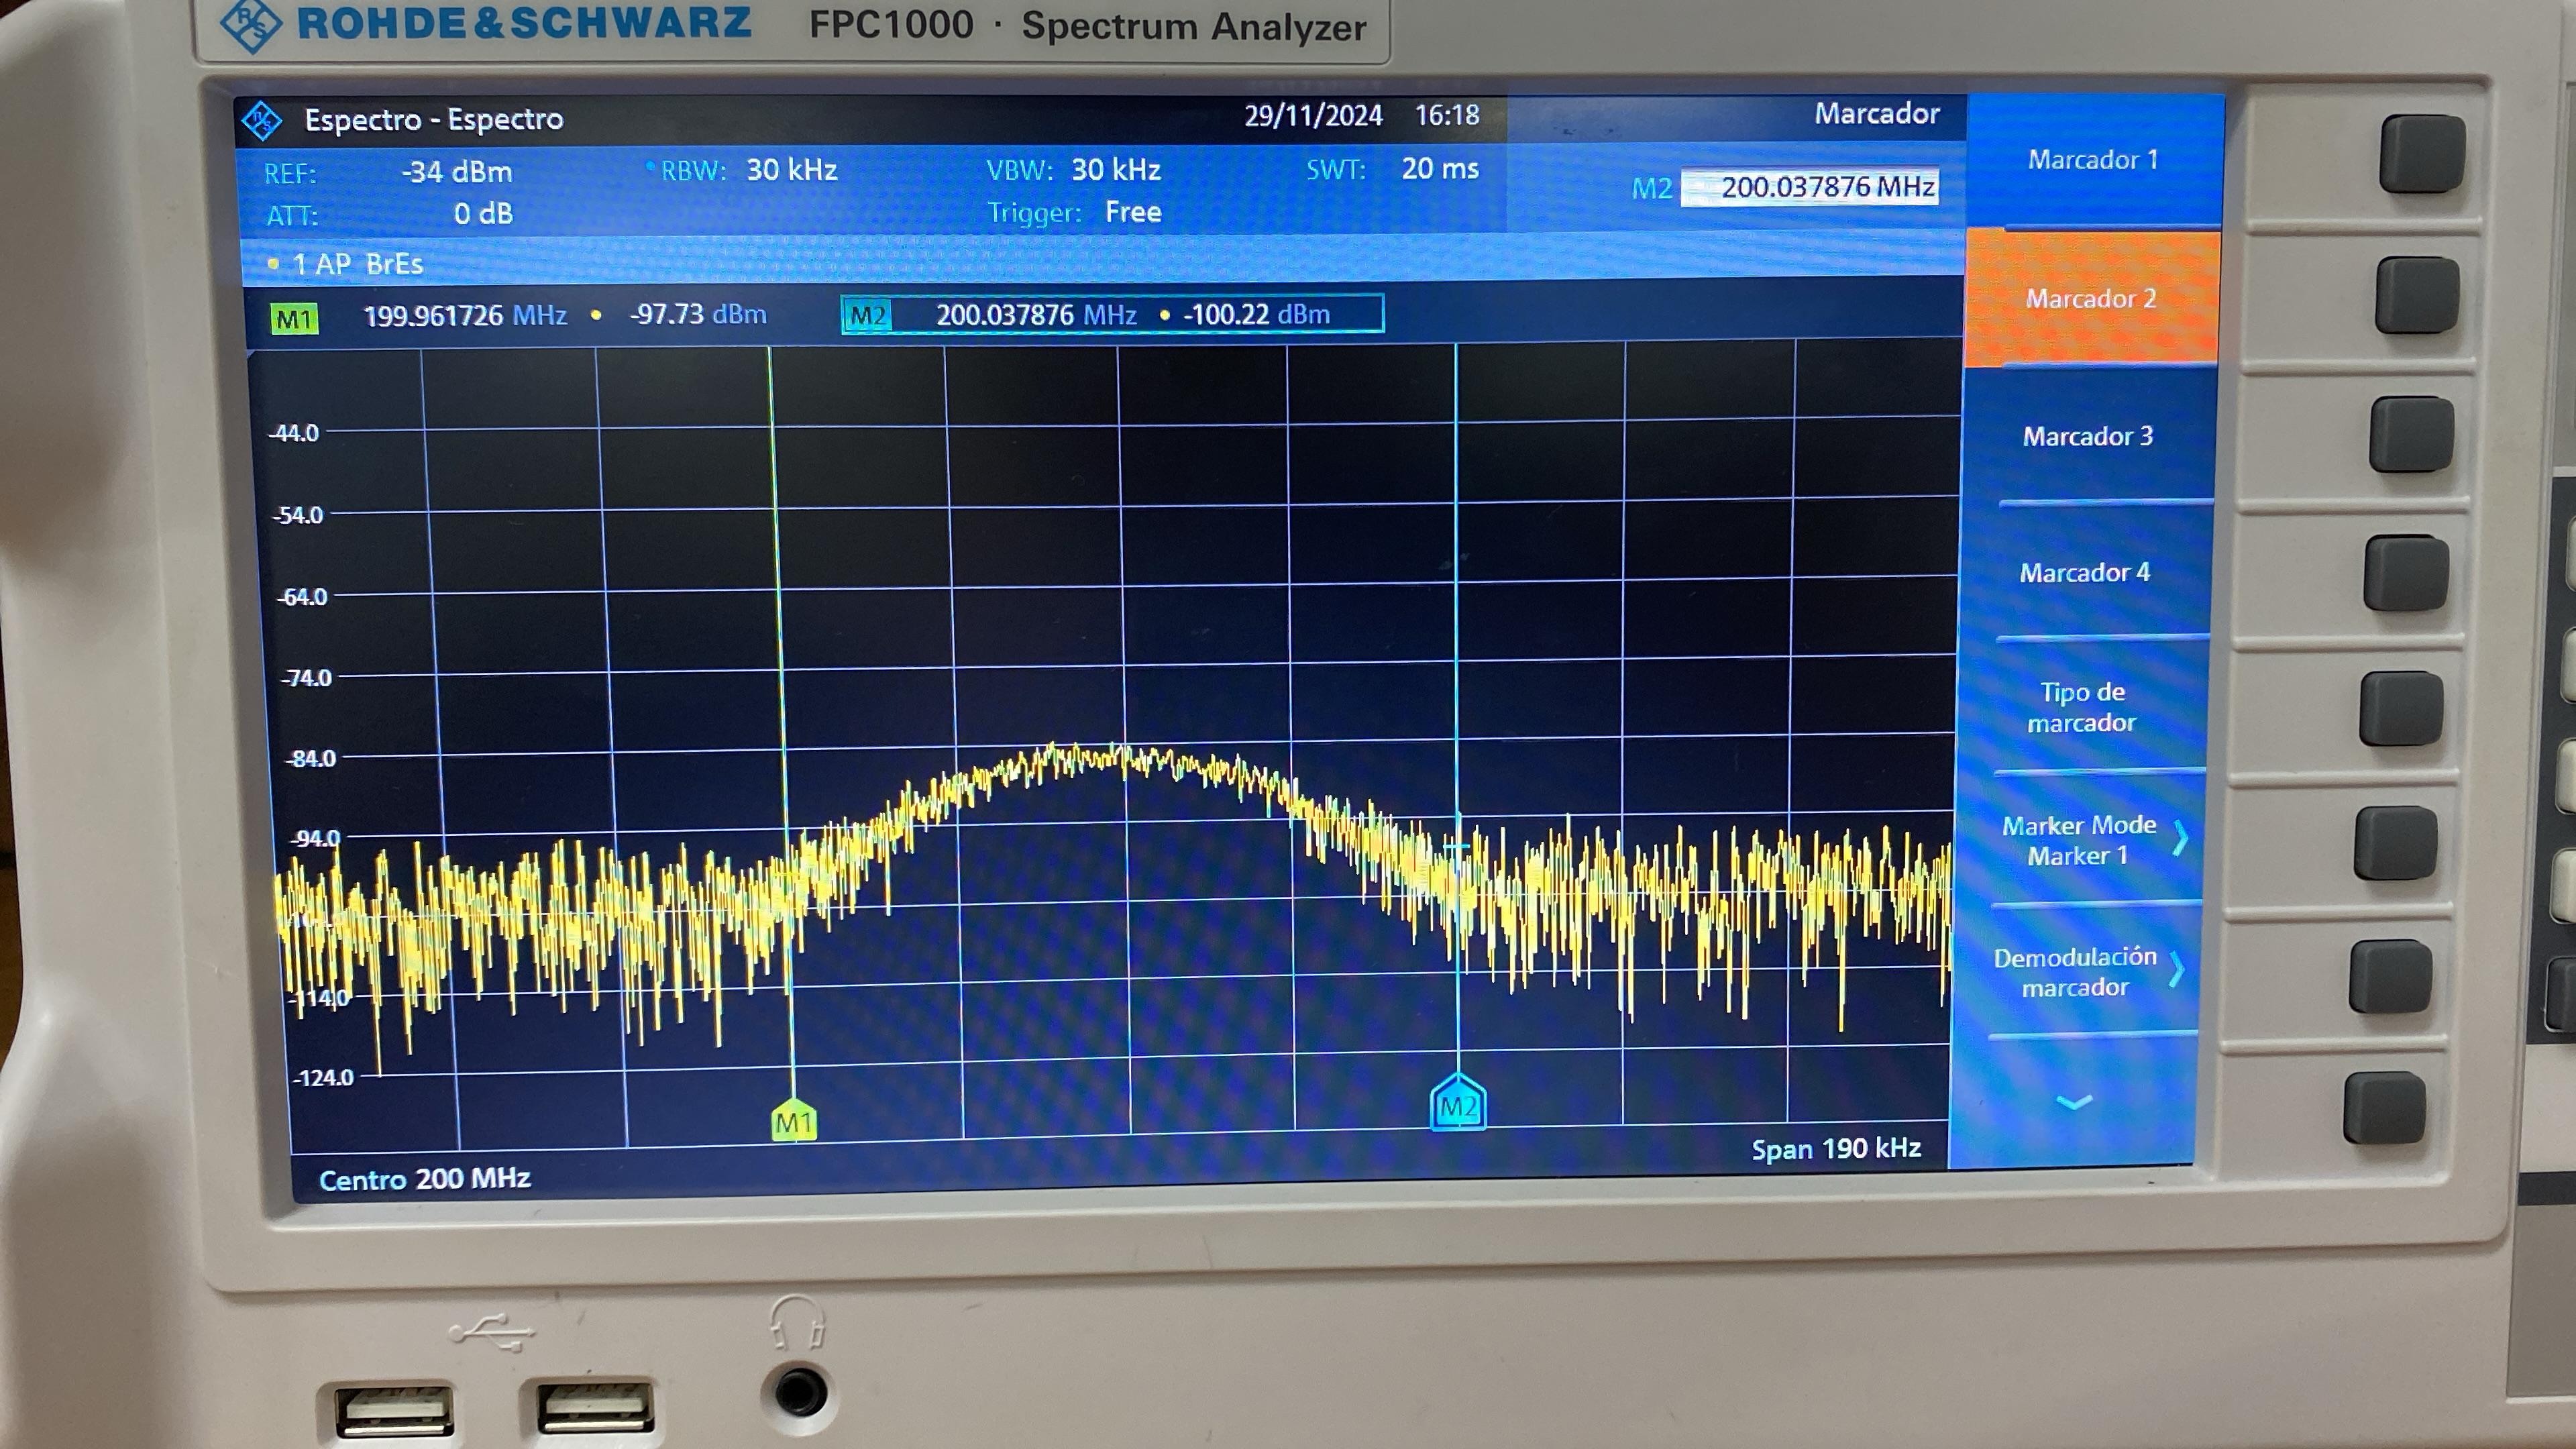 ROHDE & SCHWARZ FPC1000 · Spectrum Analyzer
Espectro - Espectro 29/11/2024 16:18 Marcador
REF: -34 dBm RBW: 30 kHz VBW: 30 kHz SWT: 20 ms
M2 200.037876 MHz
ATT: 0 dB Trigger: Free
1 AP BrEs
M1 199.961726 MHz • -97.73 dBm M2 200.037876 MHz • -100.22 dBm
-44.0
-54.0
-64.0
-74.0
-84.0
-94.0
-114.0
-124.0
M1
M2
Centro 200 MHz Span 190 kHz
Marcador 1
Marcador 2
Marcador 3
Marcador 4
Tipo de
marcador
Marker Mode
Marker 1
Demodulación
marcador